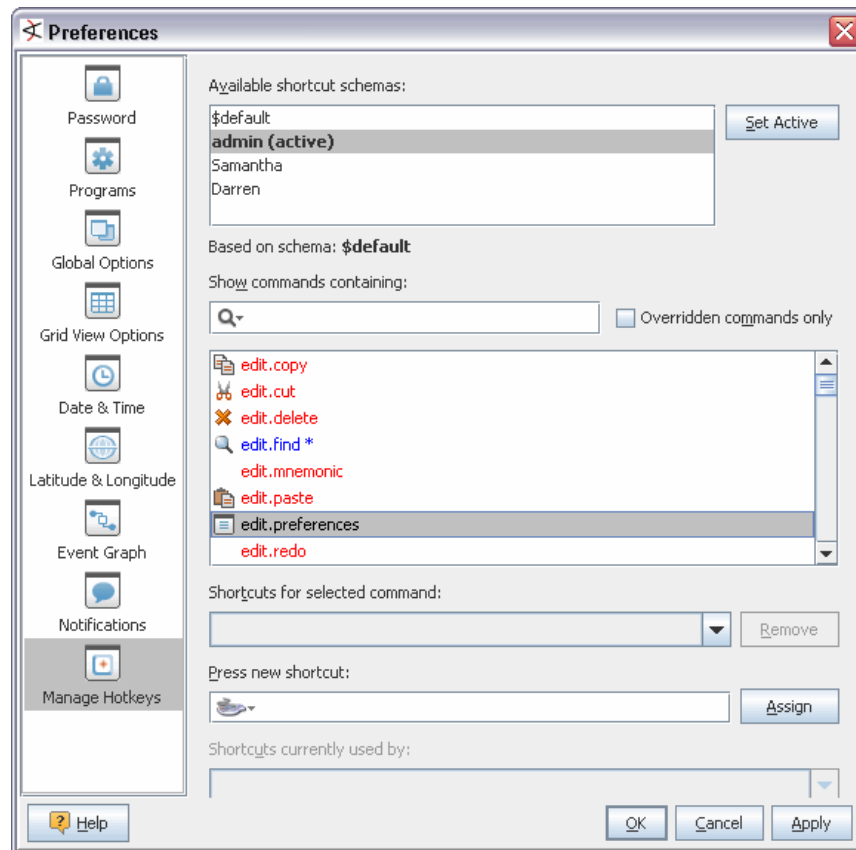 Preferences
Password
Programs
Global Options
Grid View Options
Date & Time
Latitude & Longitude
Event Graph
Notifications
Manage Hotkeys
Available shortcut schemas:
$default
admin (active)
Samantha
Darren
Set Active
Based on schema: $default
Show commands containing:
Overridden commands only
edit.copy
edit.cut
edit.delete
edit.find *
edit.mnemonic
edit.paste
edit.preferences
edit.redo
Shortcuts for selected command:
Remove
Press new shortcut:
Assign
Shortcuts currently used by:
Help
OK
Cancel
Apply